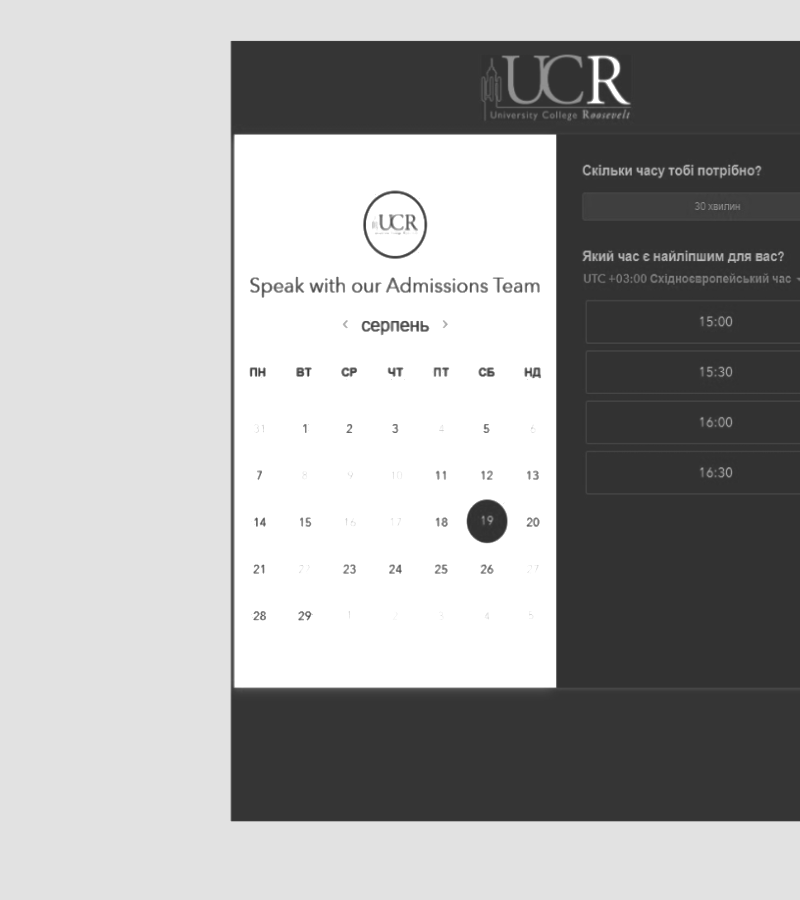 UCR
University College Roosevelt
UCR
Speak with our Admissions Team
‹ серпень ›
ПН ВТ СР ЧТ ПТ СБ НД
31 1 2 3 4 5 6
7 8 9 10 11 12 13
14 15 16 17 18 19 20
21 22 23 24 25 26 27
28 29 1 2 3 4 5
Скільки часу тобі потрібно?
30 хвилин
Який час є найліпшим для вас?
UTC +03:00 Східноєвропейський час
15:00
15:30
16:00
16:30